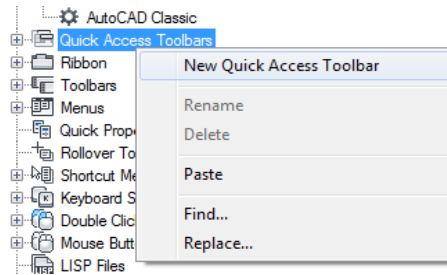 AutoCAD Classic
Quick Access Toolbars
Ribbon
Toolbars
Menus
Quick Prop
Rollover To
Shortcut Me
Keyboard S
Double Clic
Mouse Butt
LISP Files
New Quick Access Toolbar
Rename
Delete
Paste
Find...
Replace...